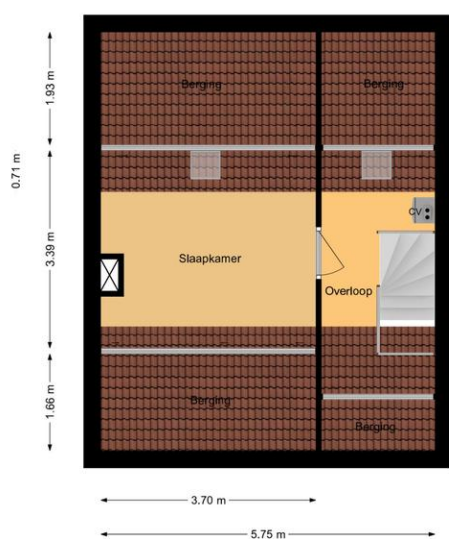 Berging
Berging
1.93 m
0.71 m
3.39 m
CV
Slaapkamer
Overloop
1.66 m
Berging
Berging
3.70 m
5.75 m